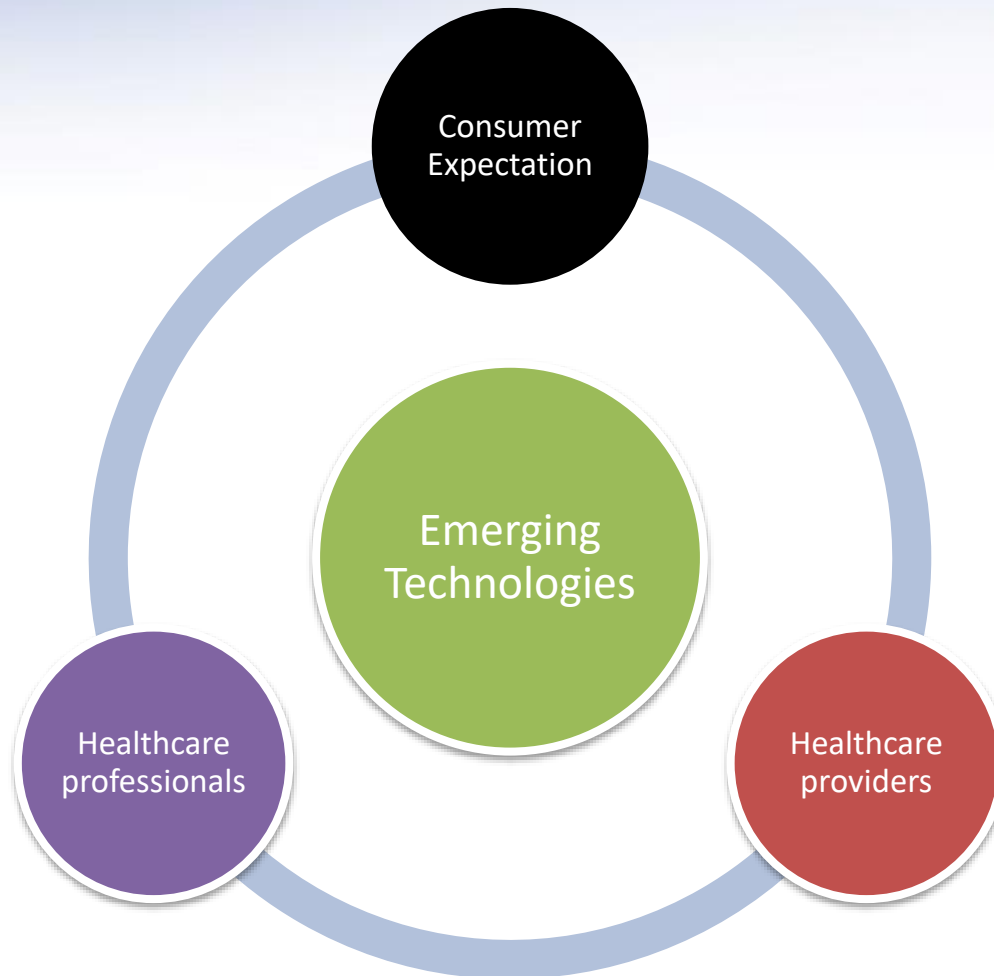 Consumer
Expectation
Emerging
Technologies
Healthcare
professionals
Healthcare
providers